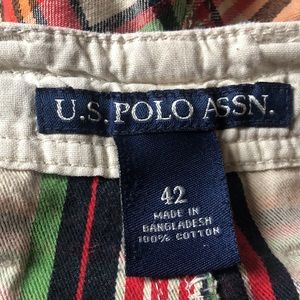 U.S. POLO ASSN.
42
MADE IN
BANGLADESH
100% COTTON